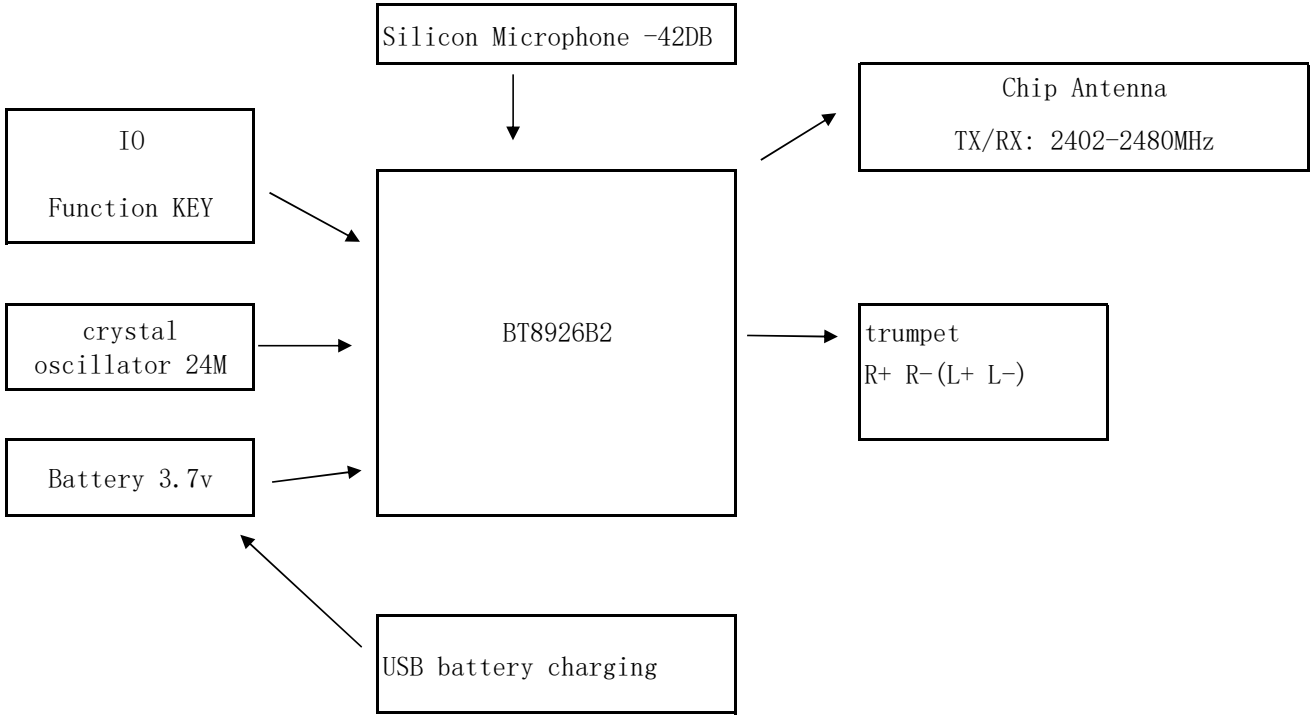 Silicon Microphone -42DB
Chip Antenna
TX/RX: 2402-2480MHz
IO
Function KEY
crystal
oscillator 24M
BT8926B2
trumpet
R+ R-(L+ L-)
Battery 3.7v
USB battery charging